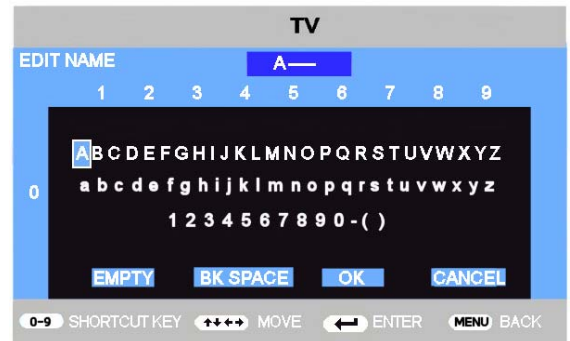 TV
EDIT NAME A—
1 2 3 4 5 6 7 8 9
ABCDEFGHIJKLMNOPQRSTUVWXYZ
0 abcdefghijklmnopqrstuvwxyz
1234567890-()
EMPTY BK SPACE OK CANCEL
0-9 SHORTCUT KEY MOVE ENTER MENU BACK